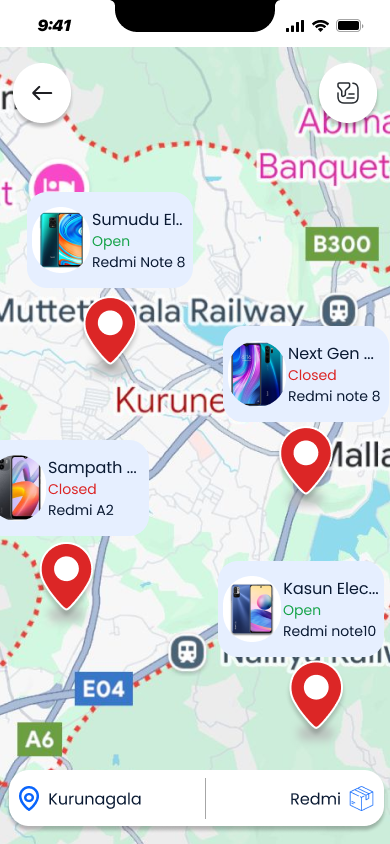 9:41
Abima
Banquet
t
Sumudu El..
Open
Redmi Note 8
B300
Muttettugala Railway
Next Gen ...
Closed
Redmi note 8
Kurune
Malla
Sampath ...
Closed
Redmi A2
Kasun Elec...
Open
Redmi note10
E04
A6
Kurunagala
Redmi